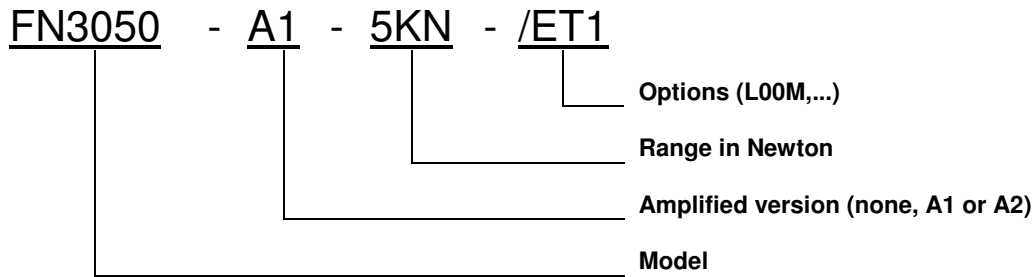 FN3050 - A1 - 5KN - /ET1
Options (L00M,...)
Range in Newton
Amplified version (none, A1 or A2)
Model